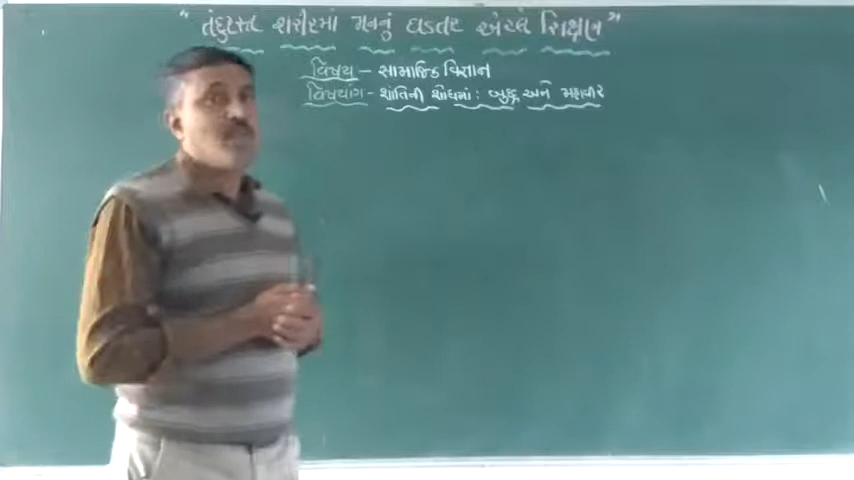 "તંદુરસ્ત શરીરમાં મનનું ઘડતર એટલે શિક્ષણ"
વિષય - સામાજિક વિજ્ઞાન
વિષયાંગ - શાંતિની શોધમાં : બુદ્ધ અને મહાવીર